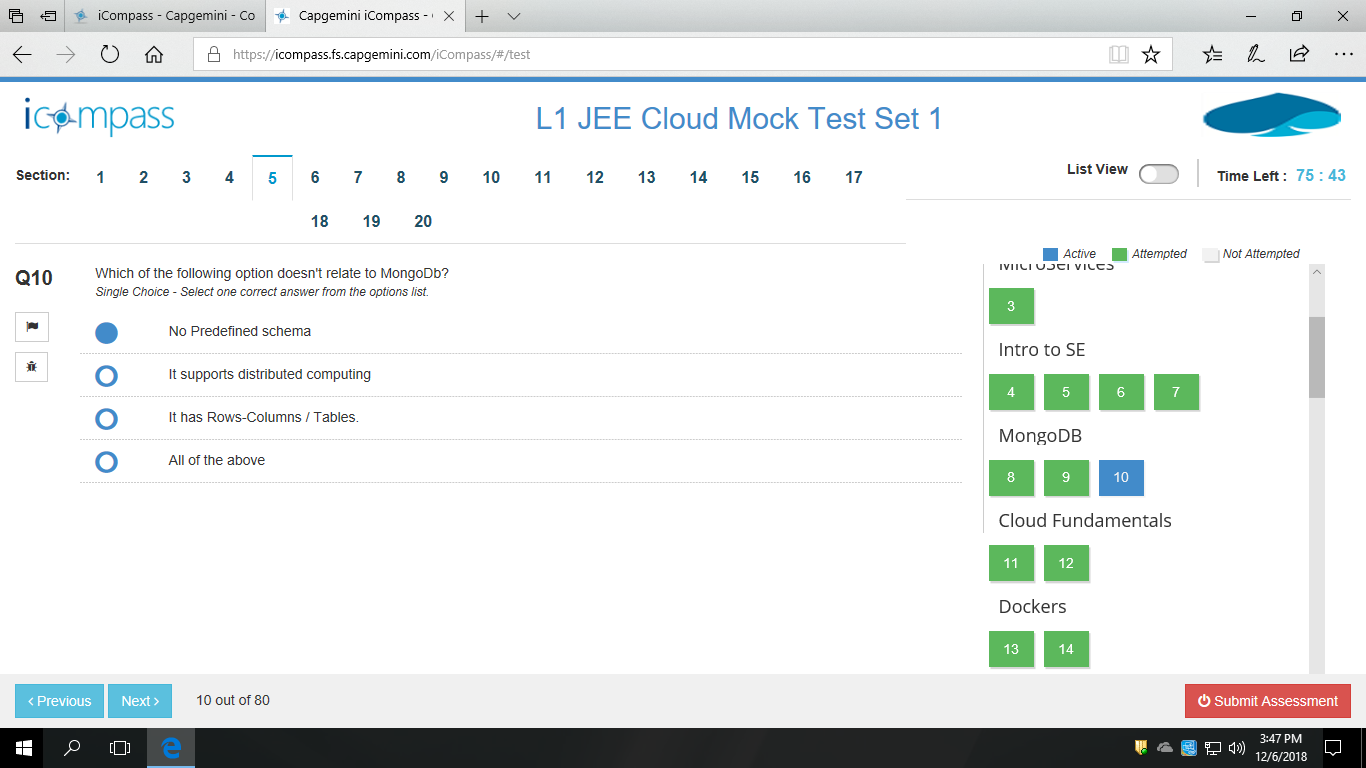 iCompass - Capgemini - Co
Capgemini iCompass -
https://icompass.fs.capgemini.com/iCompass/#/test
icompass
L1 JEE Cloud Mock Test Set 1
Section: 1 2 3 4 5 6 7 8 9 10 11 12 13 14 15 16 17
18 19 20
List View
Time Left : 75 : 43
Active Attempted Not Attempted
Q10
Which of the following option doesn't relate to MongoDb?
Single Choice - Select one correct answer from the options list.
No Predefined schema
It supports distributed computing
It has Rows-Columns / Tables.
All of the above
MicroServices
3
Intro to SE
4 5 6 7
MongoDB
8 9 10
Cloud Fundamentals
11 12
Dockers
13 14
Previous Next 10 out of 80
Submit Assessment
3:47 PM
12/6/2018